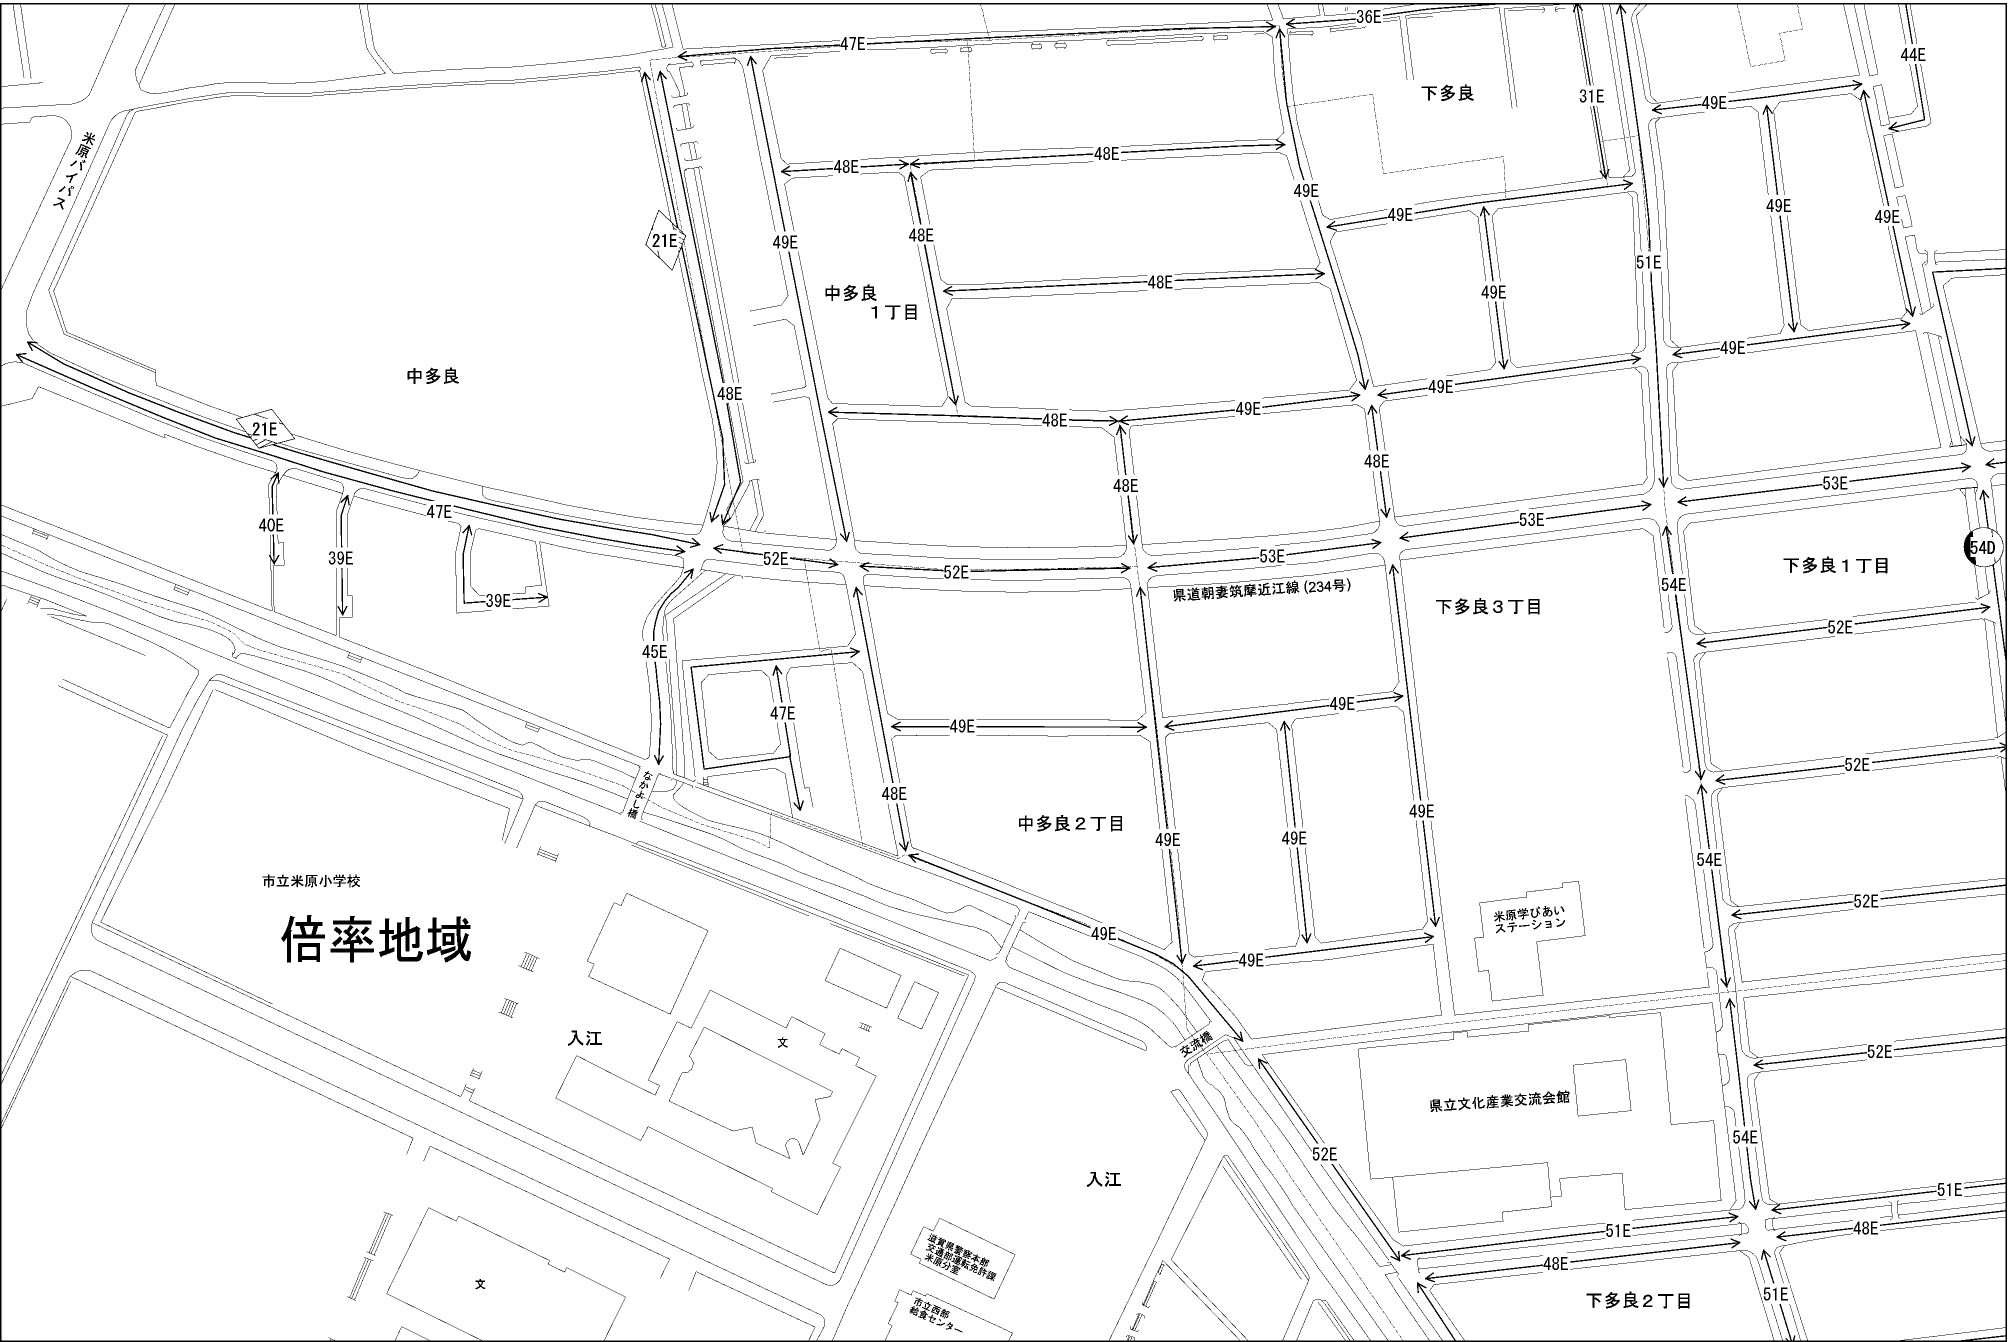 36E
47E
44E
下多良
31E
49E
米原バイパス
48E
48E
49E
49E
49E
49E
48E
21E
49E
51E
48E
49E
中多良
1丁目
49E
中多良
49E
48E
49E
48E
49E
21E
48E
48E
53E
47E
40E
53E
54D
39E
52E
52E
53E
下多良1丁目
54E
県道朝妻筑摩近江線(234号)
39E
下多良3丁目
52E
45E
47E
49E
49E
52E
なかよし橋
48E
49E
中多良2丁目
49E
49E
54E
市立米原小学校
52E
米原学びあい
ステーション
倍率地域
49E
49E
入江
文
交流橋
52E
県立文化産業交流会館
54E
52E
入江
51E
51E
48E
滋賀県警察本部
交通部運転免許課
米原分室
48E
文
51E
下多良2丁目
市立西部
給食センター